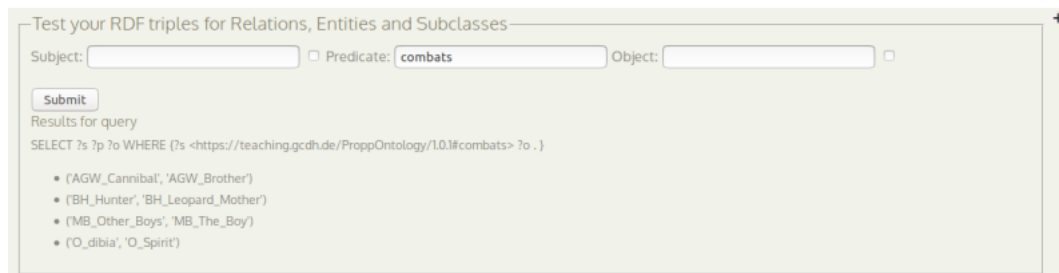 Test your RDF triples for Relations, Entities and Subclasses
Subject: Predicate: combats Object:
Submit
Results for query
SELECT ?s ?p ?o WHERE {?s <https://teaching.gcdh.de/ProppOntology/1.0.1#combats> ?o . }
• ('AGW_Cannibal', 'AGW_Brother')
• ('BH_Hunter', 'BH_Leopard_Mother')
• ('MB_Other_Boys', 'MB_The_Boy')
• ('O_dibia', 'O_Spirit')